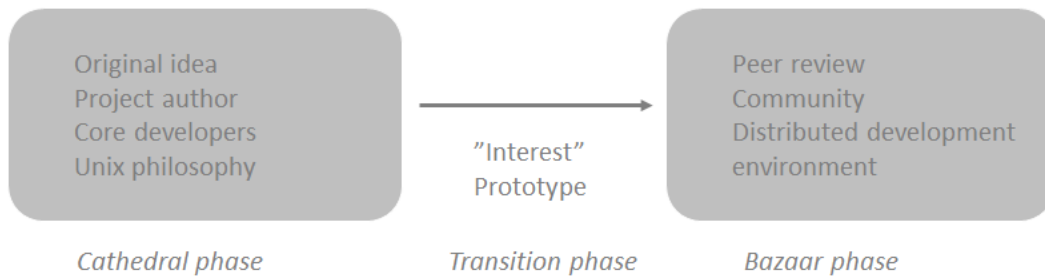 Original idea
Project author
Core developers
Unix philosophy
”Interest”
Prototype
Peer review
Community
Distributed development
environment
Cathedral phase
Transition phase
Bazaar phase